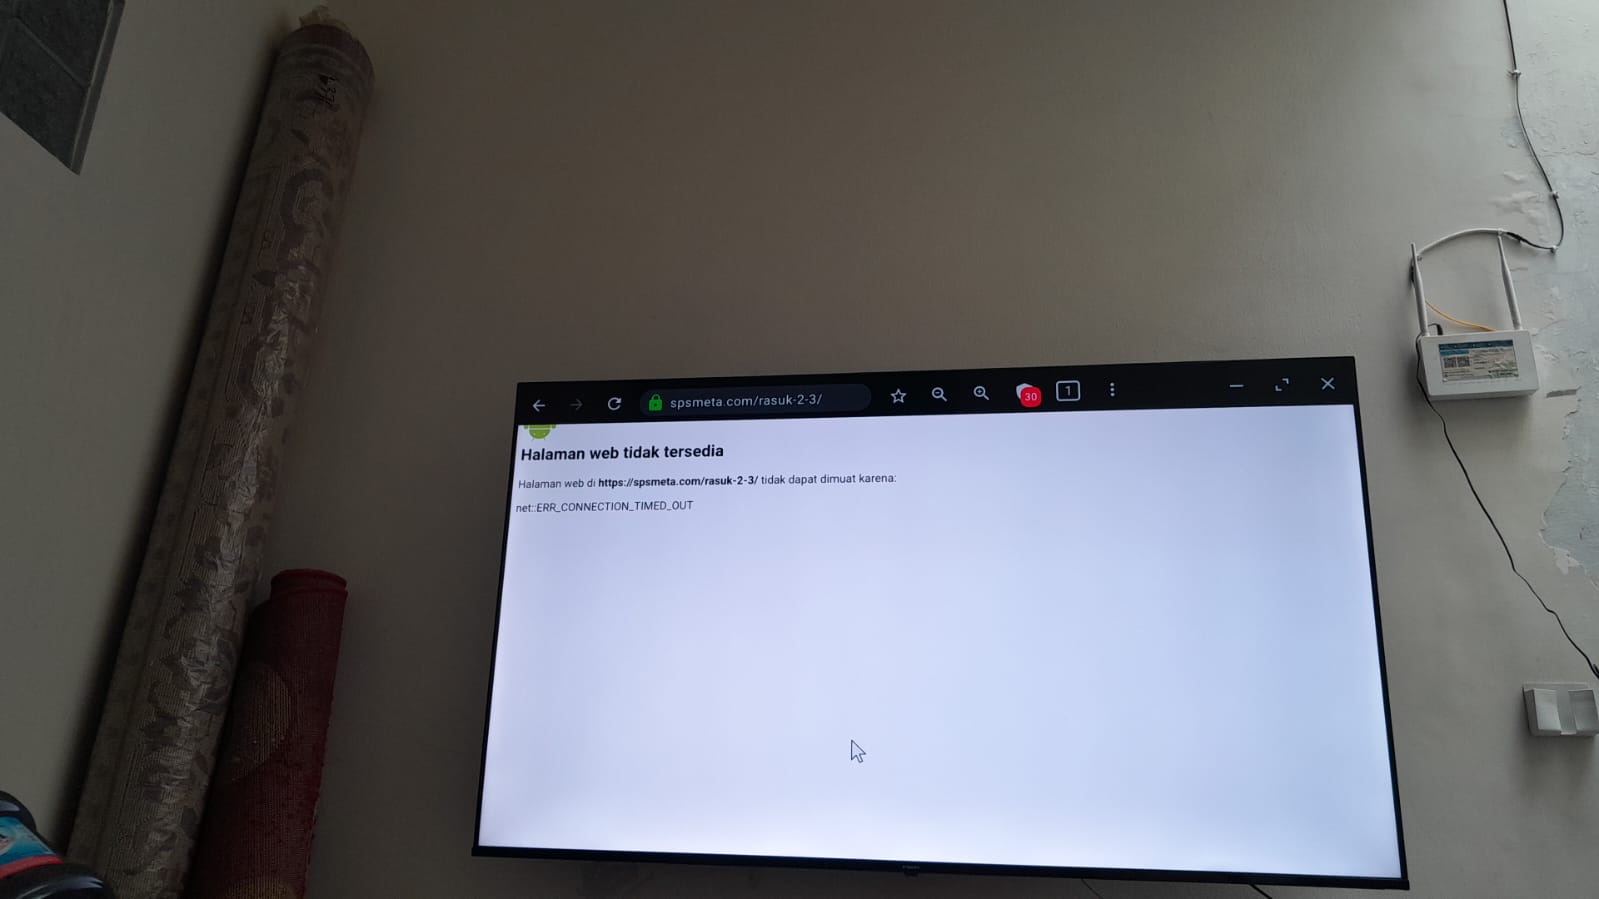 spsmeta.com/rasuk-2-3/
30
1
Halaman web tidak tersedia
Halaman web di https://spsmeta.com/rasuk-2-3/ tidak dapat dimuat karena:
net::ERR_CONNECTION_TIMED_OUT